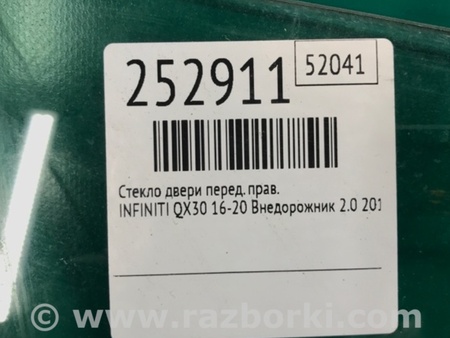 252911
52041
Стекло двери перед. прав.
INFINITI QX30 16-20 Внедорожник 2.0 201
© www.razborki.com